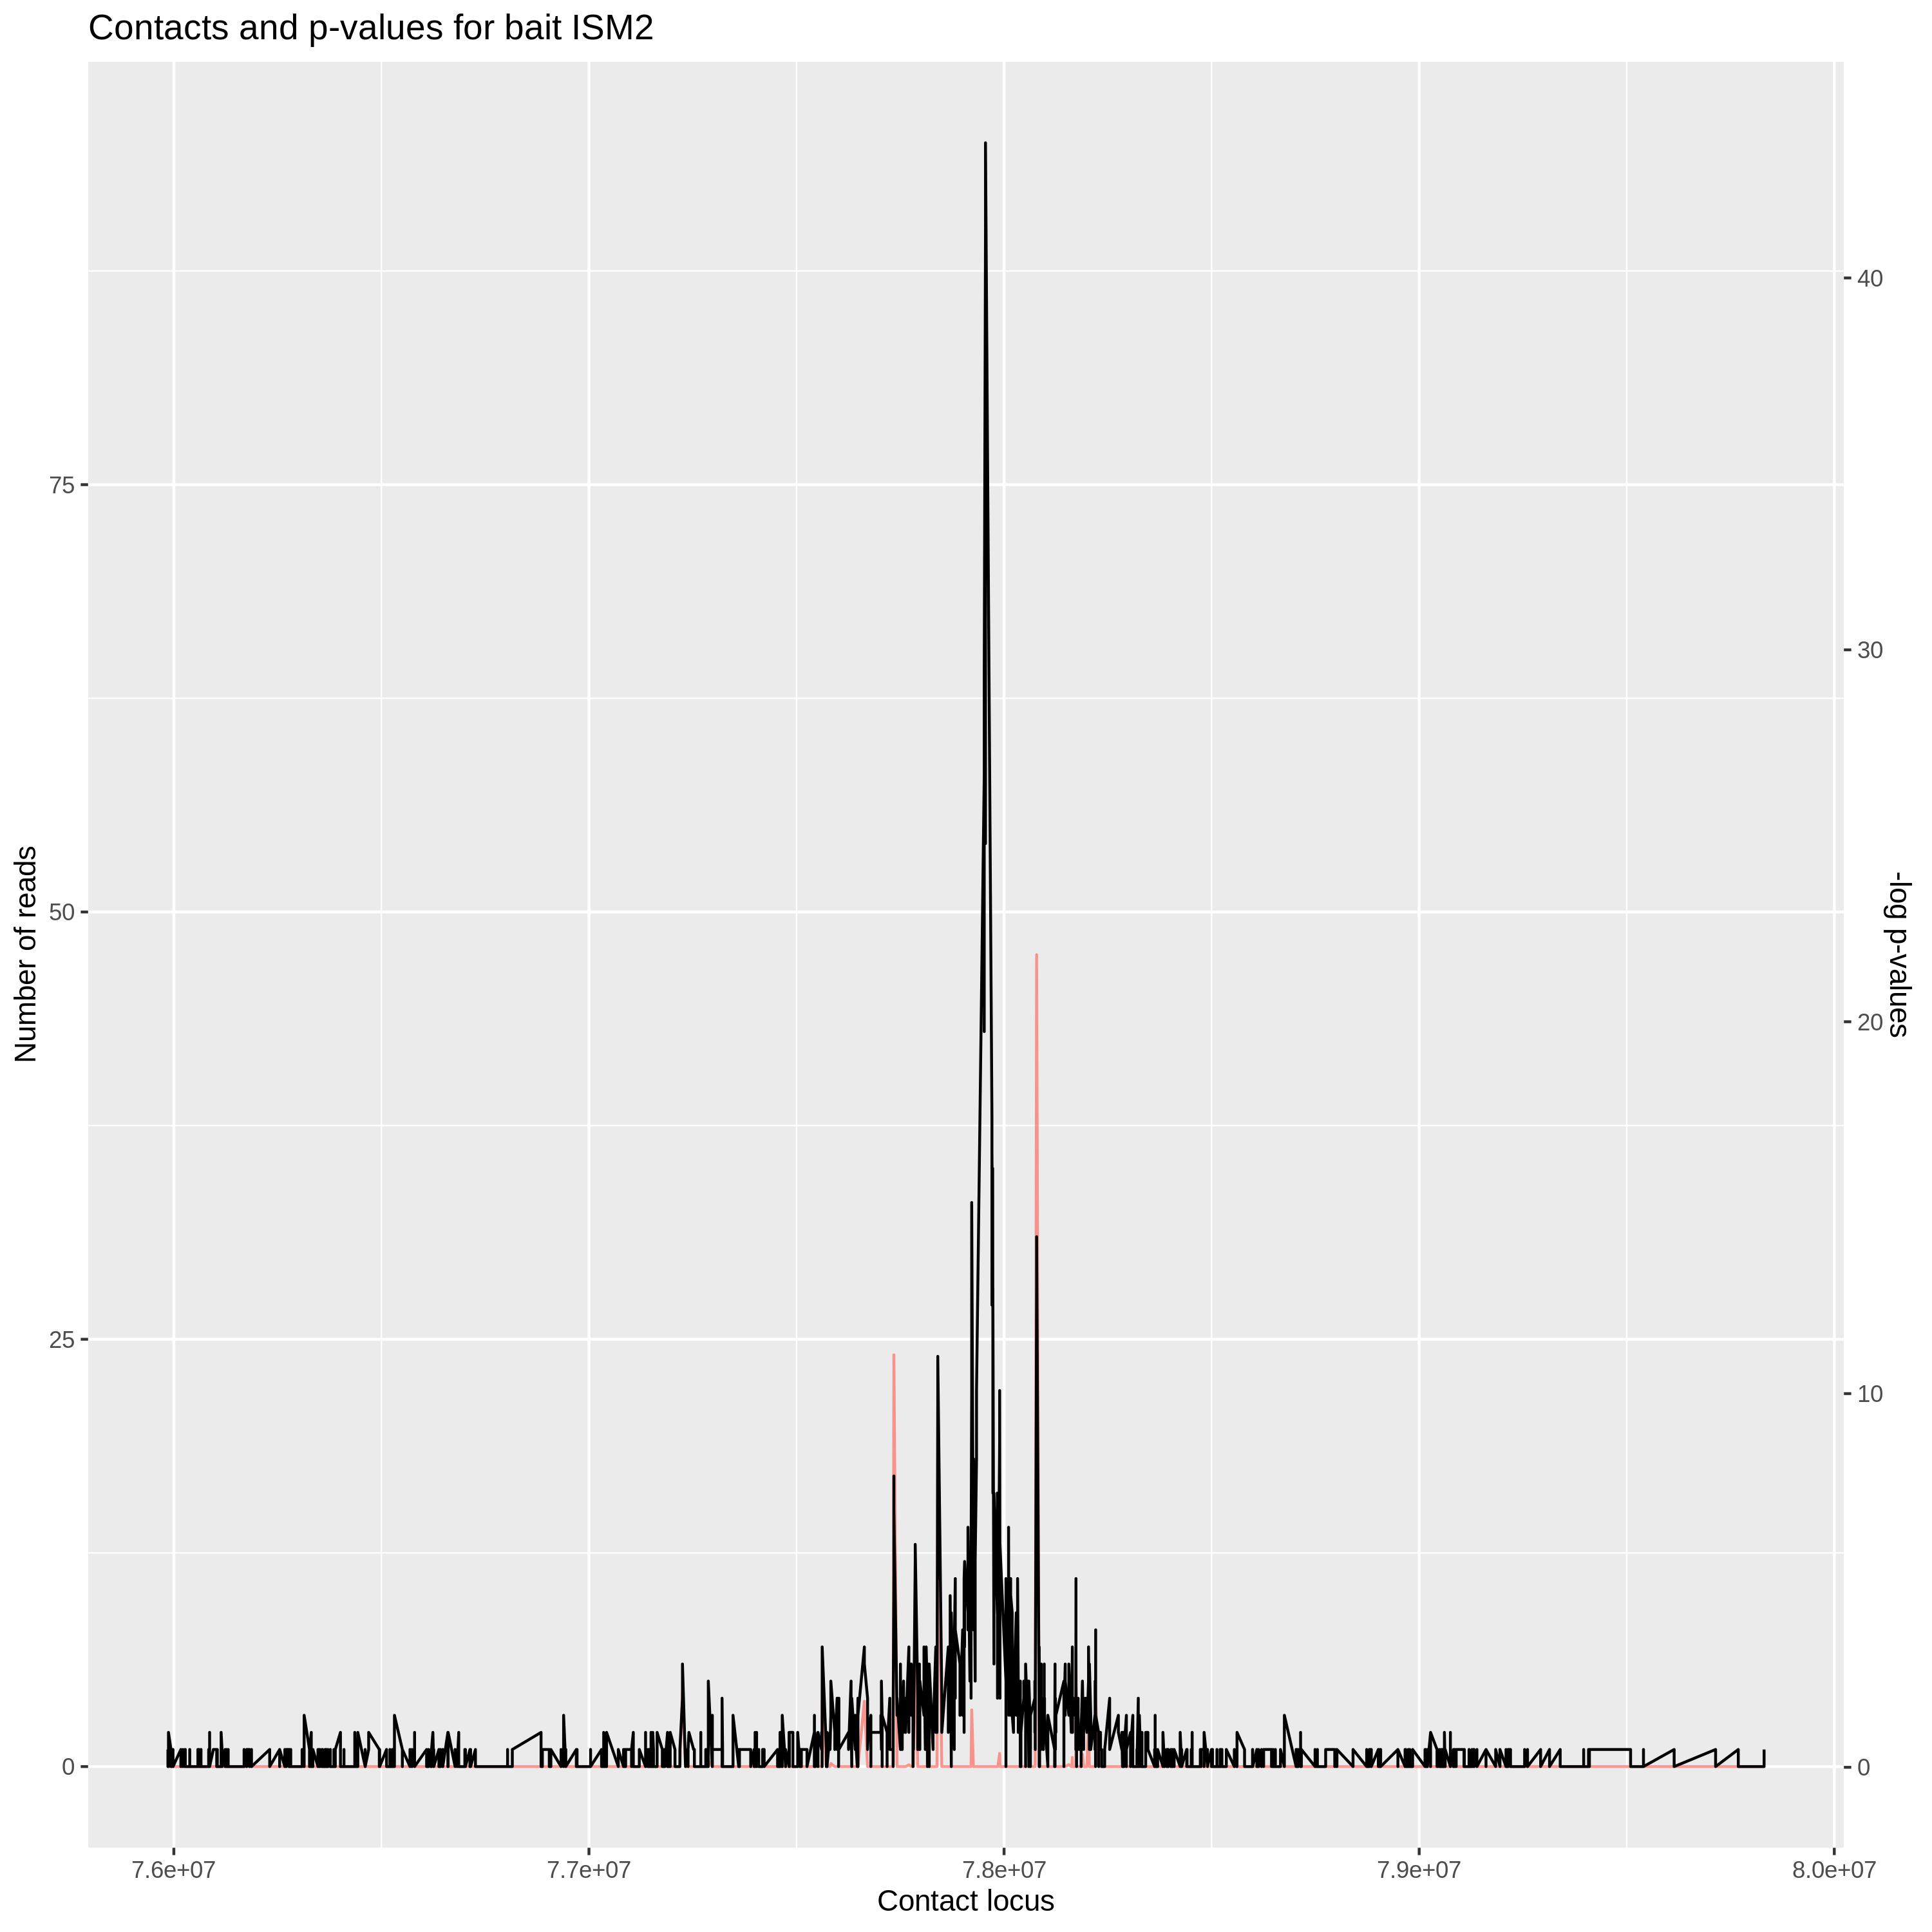 Contacts and p-values for bait ISM2
Number of reads
75
50
25
0
40
30
20
10
0
-log p-values
7.6e+07 7.7e+07 7.8e+07 7.9e+07 8.0e+07
Contact locus